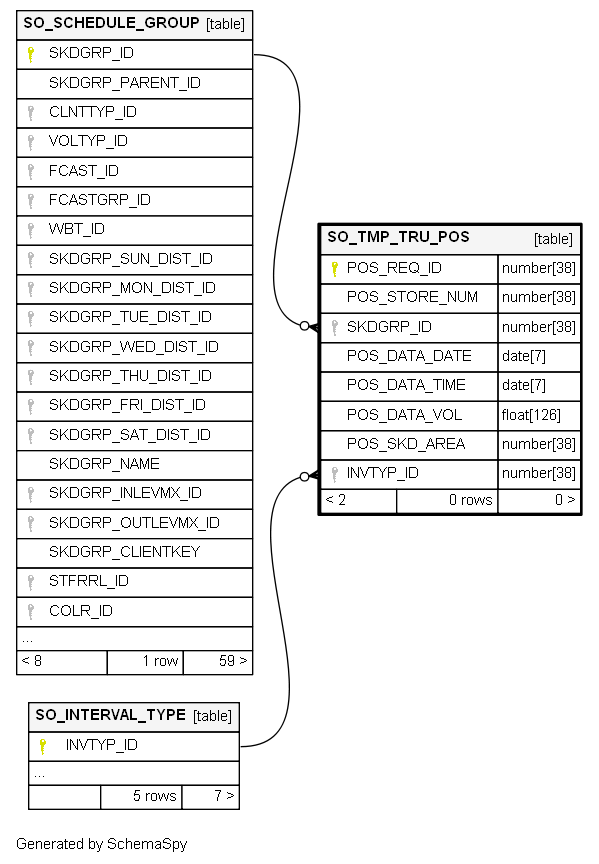 SO_SCHEDULE_GROUP [table]
SKDGRP_ID
SKDGRP_PARENT_ID
CLNTTYP_ID
VOLTYP_ID
FCAST_ID
FCASTGRP_ID
WBT_ID
SKDGRP_SUN_DIST_ID
SKDGRP_MON_DIST_ID
SKDGRP_TUE_DIST_ID
SKDGRP_WED_DIST_ID
SKDGRP_THU_DIST_ID
SKDGRP_FRI_DIST_ID
SKDGRP_SAT_DIST_ID
SKDGRP_NAME
SKDGRP_INLEVMX_ID
SKDGRP_OUTLEVMX_ID
SKDGRP_CLIENTKEY
STFRRL_ID
COLR_ID
...
< 8 1 row 59 >
SO_TMP_TRU_POS [table]
POS_REQ_ID number[38]
POS_STORE_NUM number[38]
SKDGRP_ID number[38]
POS_DATA_DATE date[7]
POS_DATA_TIME date[7]
POS_DATA_VOL float[126]
POS_SKD_AREA number[38]
INVTYP_ID number[38]
< 2 0 rows 0 >
SO_INTERVAL_TYPE [table]
INVTYP_ID
...
5 rows 7 >
Generated by SchemaSpy